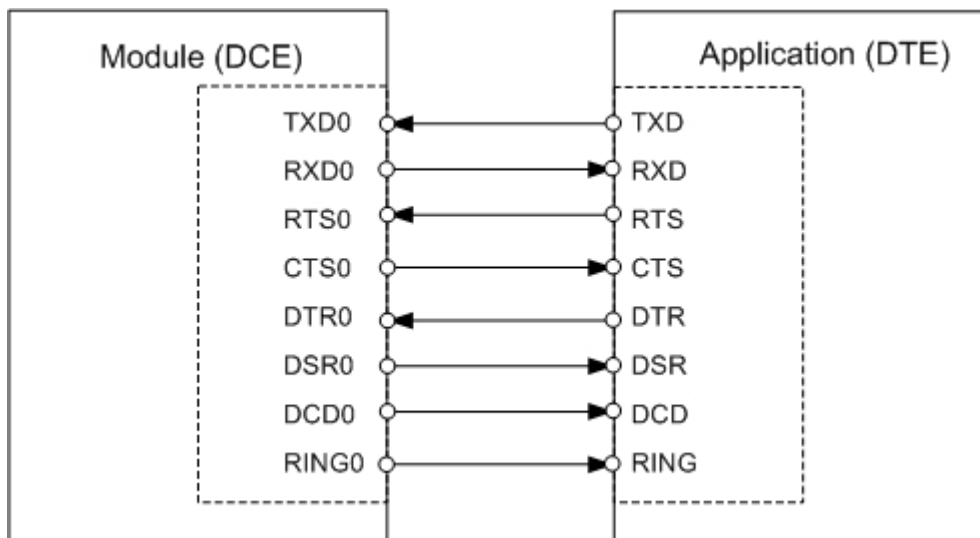 Module (DCE) Application (DTE)
TXD0 TXD
RXD0 RXD
RTS0 RTS
CTS0 CTS
DTR0 DTR
DSR0 DSR
DCD0 DCD
RING0 RING